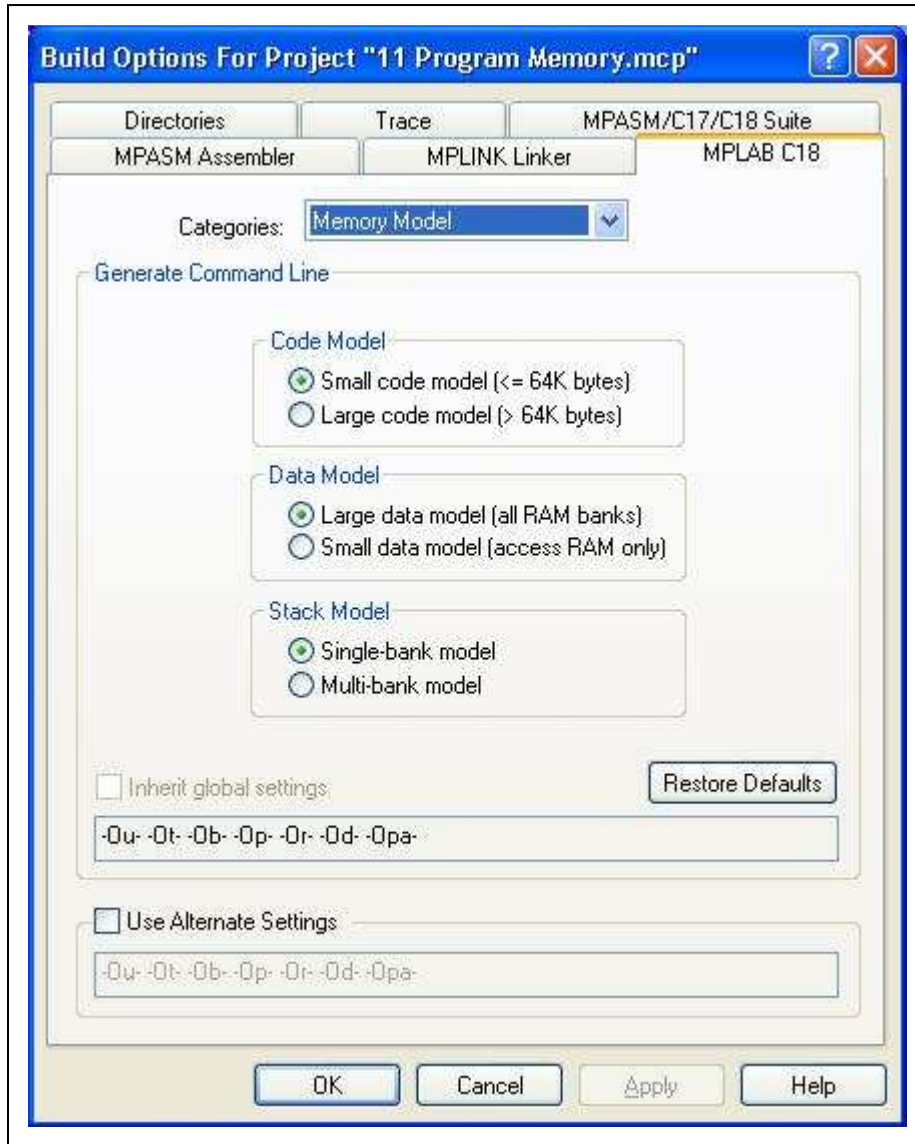 Build Options For Project "11 Program Memory.mcp"
Directories
Trace
MPASM/C17/C18 Suite
MPASM Assembler
MPLINK Linker
MPLAB C18
Categories:
Memory Model
Generate Command Line
Code Model
Small code model (<= 64K bytes)
Large code model (> 64K bytes)
Data Model
Large data model (all RAM banks)
Small data model (access RAM only)
Stack Model
Single-bank model
Multi-bank model
Inherit global settings
Restore Defaults
-Ou- -Ot- -Ob- -Op- -Or- -Od- -Opa-
Use Alternate Settings
-Ou- -Ot- -Ob- -Op- -Or- -Od- -Opa-
OK
Cancel
Apply
Help